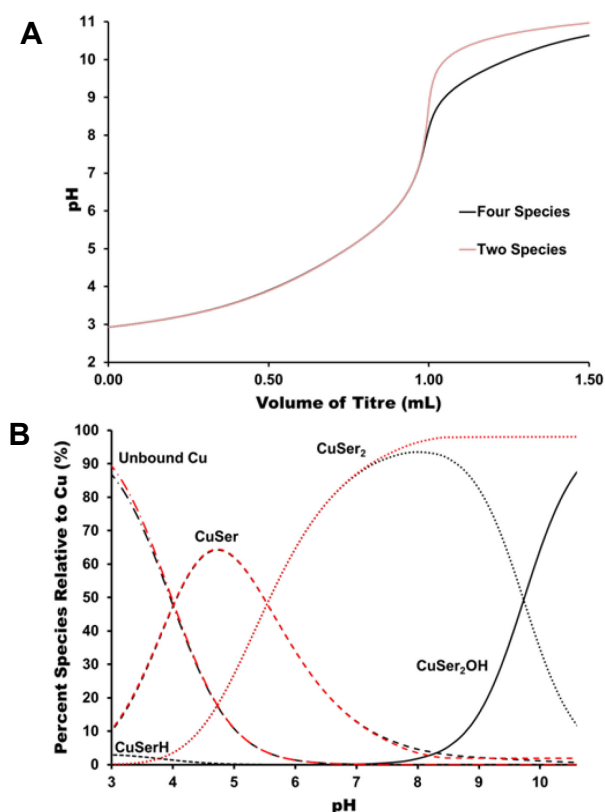 A
11
10
9
8
7
6
5
4
3
2
pH
Four Species
Two Species
0.00 0.50 1.00 1.50
Volume of Titre (mL)
B
100
90
80
70
60
50
40
30
20
10
0
Percent Species Relative to Cu (%)
Unbound Cu
CuSer₂
CuSer
CuSer₂OH
CuSerH
3 4 5 6 7 8 9 10
pH